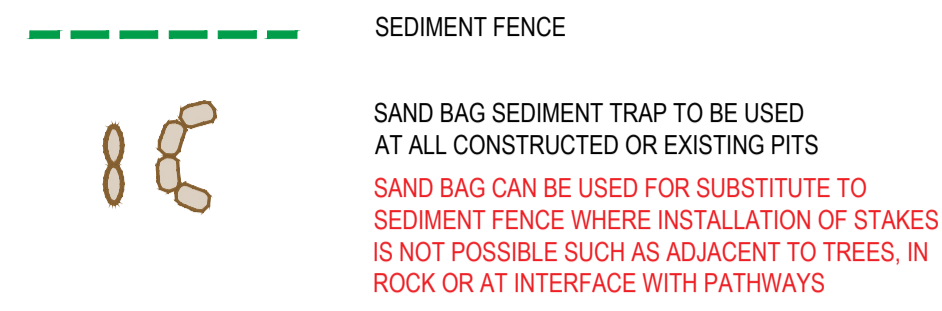 SEDIMENT FENCE
SAND BAG SEDIMENT TRAP TO BE USED
AT ALL CONSTRUCTED OR EXISTING PITS
SAND BAG CAN BE USED FOR SUBSTITUTE TO
SEDIMENT FENCE WHERE INSTALLATION OF STAKES
IS NOT POSSIBLE SUCH AS ADJACENT TO TREES, IN
ROCK OR AT INTERFACE WITH PATHWAYS